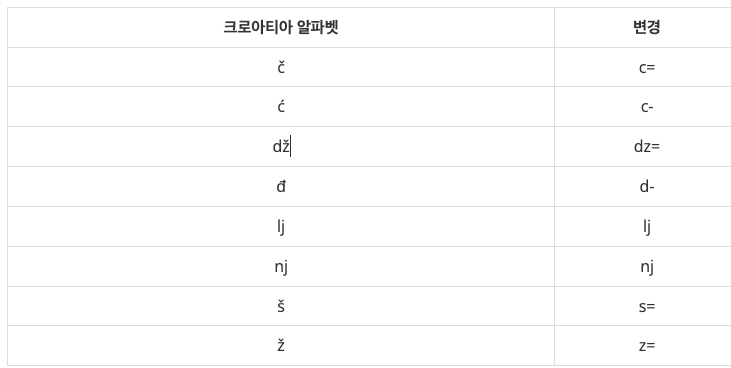 크로아티아 알파벳 변경
č c=
ć c-
dž dz=
đ d-
lj lj
nj nj
š s=
ž z=